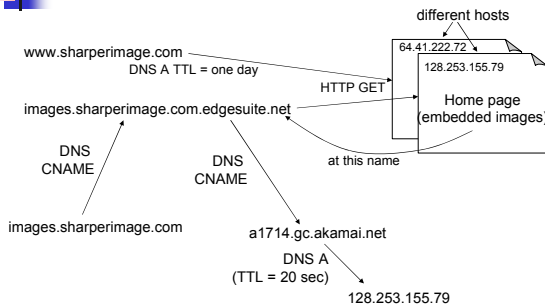 different hosts
www.sharperimage.com
64.41.222.72
DNS A TTL = one day
128.253.155.79
HTTP GET
Home page
(embedded images)
images.sharperimage.com.edgesuite.net
at this name
DNS
CNAME
DNS
CNAME
images.sharperimage.com
a1714.gc.akamai.net
DNS A
(TTL = 20 sec)
128.253.155.79